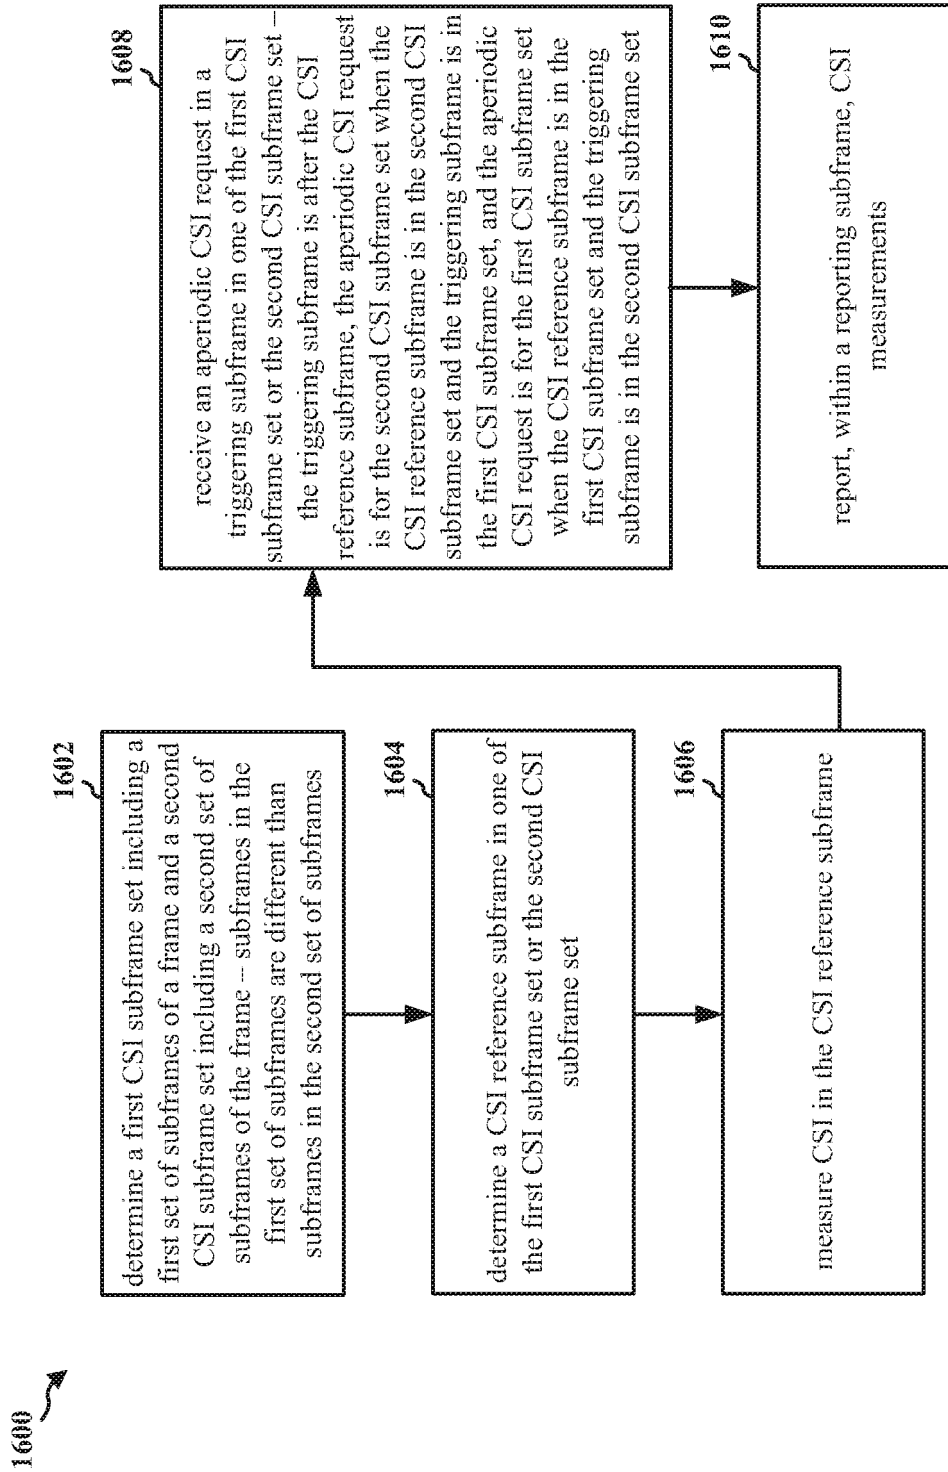 1600
1602
determine a first CSI subframe set including a
first set of subframes of a frame and a second
CSI subframe set including a second set of
subframes of the frame – subframes in the
first set of subframes are different than
subframes in the second set of subframes
1604
determine a CSI reference subframe in one of
the first CSI subframe set or the second CSI
subframe set
1606
measure CSI in the CSI reference subframe
1608
receive an aperiodic CSI request in a
triggering subframe in one of the first CSI
subframe set or the second CSI subframe set –
the triggering subframe is after the CSI
reference subframe, the aperiodic CSI request
is for the second CSI subframe set when the
CSI reference subframe is in the second CSI
subframe set and the triggering subframe is in
the first CSI subframe set, and the aperiodic
CSI request is for the first CSI subframe set
when the CSI reference subframe is in the
first CSI subframe set and the triggering
subframe is in the second CSI subframe set
1610
report, within a reporting subframe, CSI
measurements